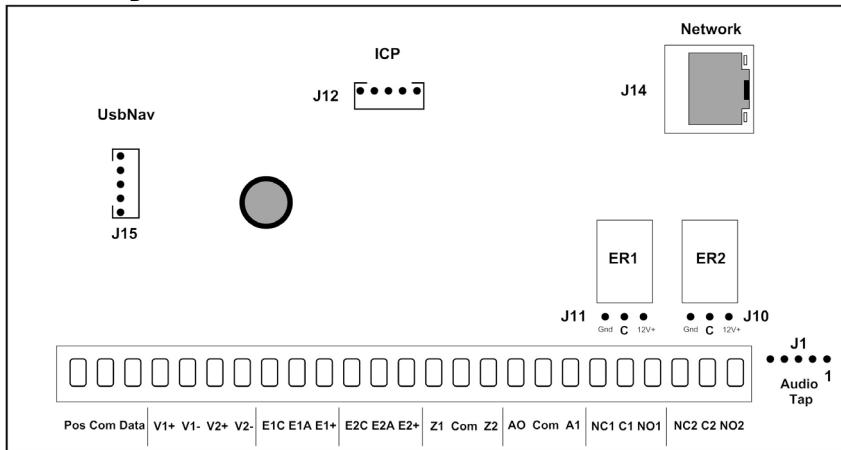 Network
ICP
J12
J14
UsbNav
J15
ER1
ER2
J11
Gnd C 12V+
Gnd C 12V+
J10
J1
1
Audio
Tap
Pos Com Data V1+ V1- V2+ V2- E1C E1A E1+ E2C E2A E2+ Z1 Com Z2 AO Com A1 NC1 C1 NO1 NC2 C2 NO2